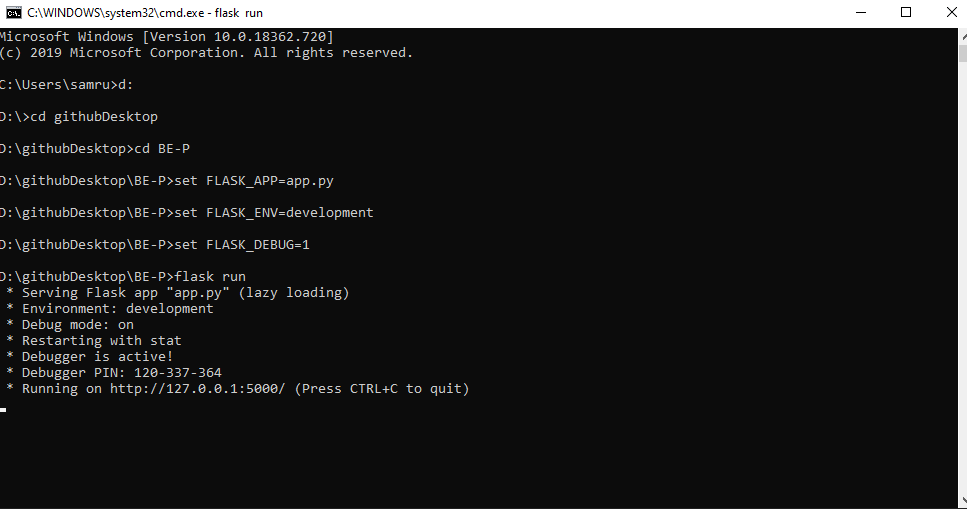 C:\WINDOWS\system32\cmd.exe - flask run
Microsoft Windows [Version 10.0.18362.720]
(c) 2019 Microsoft Corporation. All rights reserved.
C:\Users\samru>d:
D:\>cd githubDesktop
D:\githubDesktop>cd BE-P
D:\githubDesktop\BE-P>set FLASK_APP=app.py
D:\githubDesktop\BE-P>set FLASK_ENV=development
D:\githubDesktop\BE-P>set FLASK_DEBUG=1
D:\githubDesktop\BE-P>flask run
* Serving Flask app "app.py" (lazy loading)
* Environment: development
* Debug mode: on
* Restarting with stat
* Debugger is active!
* Debugger PIN: 120-337-364
* Running on http://127.0.0.1:5000/ (Press CTRL+C to quit)